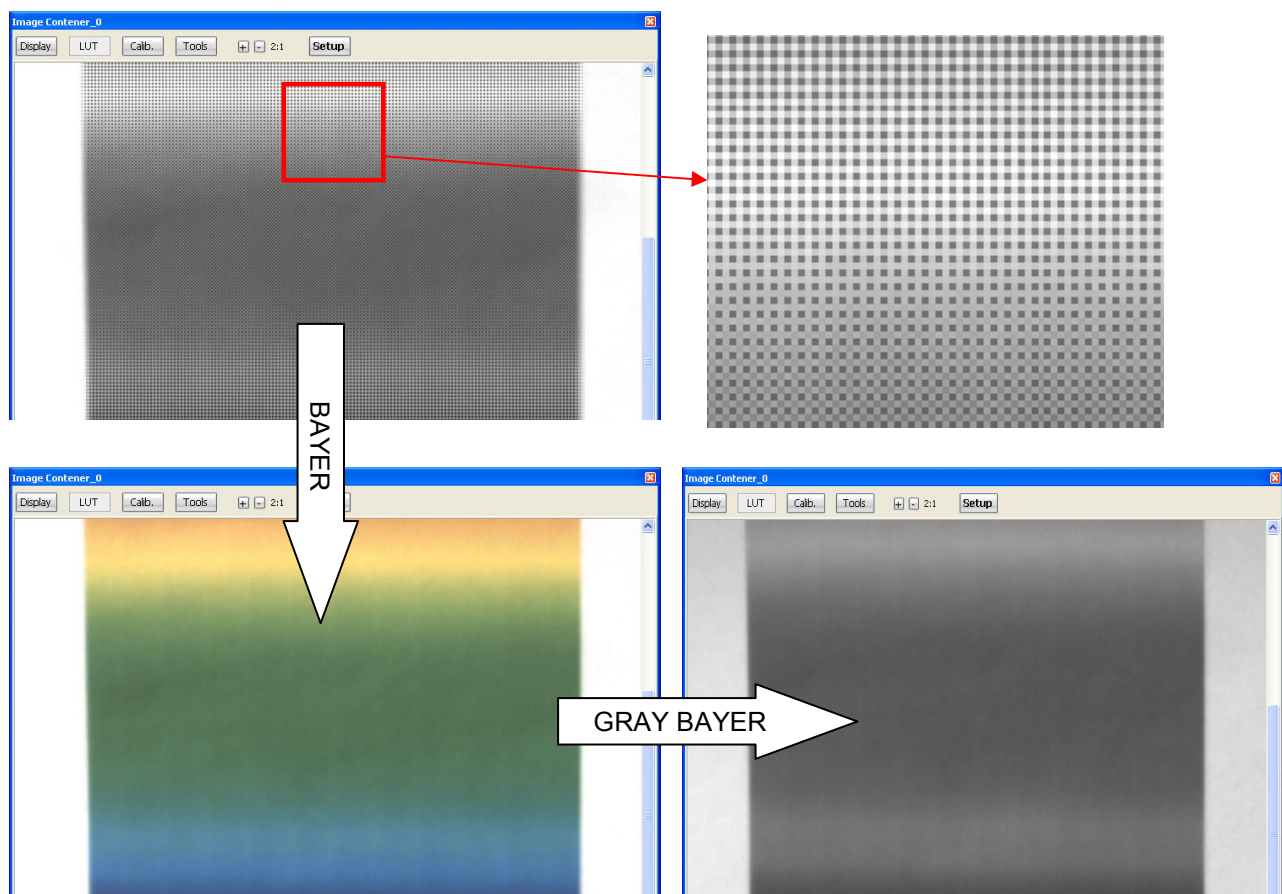 Image Contener_0
Display LUT Calib. Tools + - 2:1 Setup
BAYER
Image Contener_0
Display LUT Calib. Tools + - 2:1
Image Contener_0
Display LUT Calib. Tools + - 2:1 Setup
GRAY BAYER